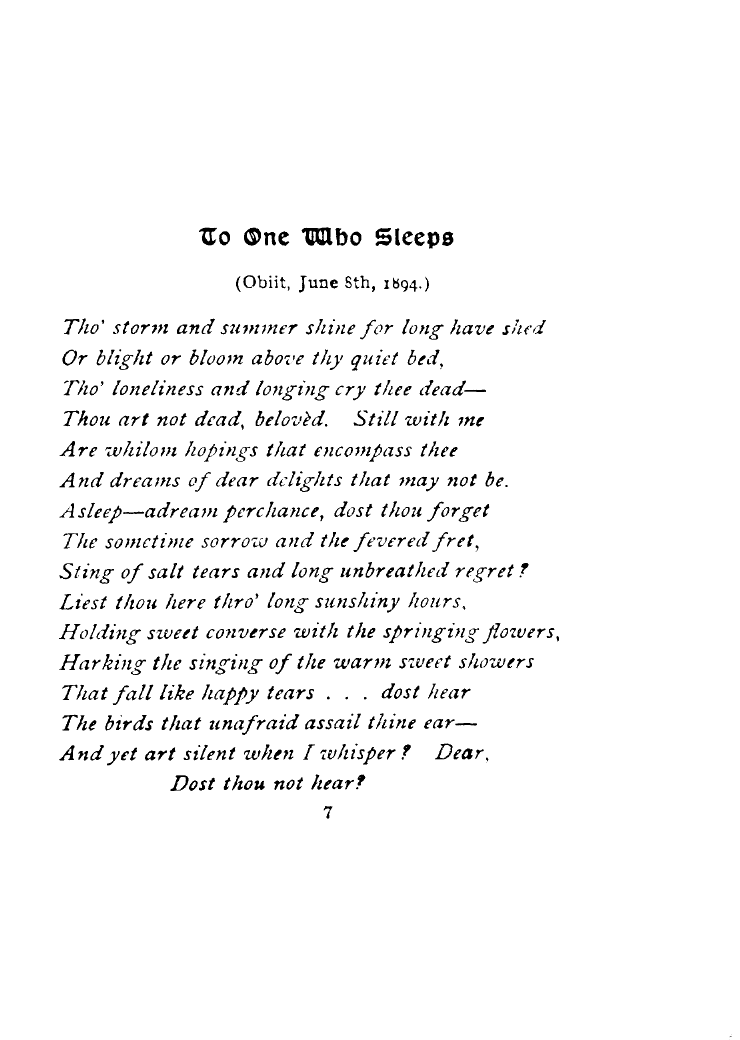 To One Who Sleeps
(Obiit, June 8th, 1894.)
Tho' storm and summer shine for long have shed
Or blight or bloom above thy quiet bed,
Tho' loneliness and longing cry thee dead—
Thou art not dead, belovèd. Still with me
Are whilom hopings that encompass thee
And dreams of dear delights that may not be.
Asleep—adream perchance, dost thou forget
The sometime sorrow and the fevered fret,
Sting of salt tears and long unbreathed regret?
Liest thou here thro' long sunshiny hours,
Holding sweet converse with the springing flowers,
Harking the singing of the warm sweet showers
That fall like happy tears . . . dost hear
The birds that unafraid assail thine ear—
And yet art silent when I whisper? Dear,
Dost thou not hear?
7